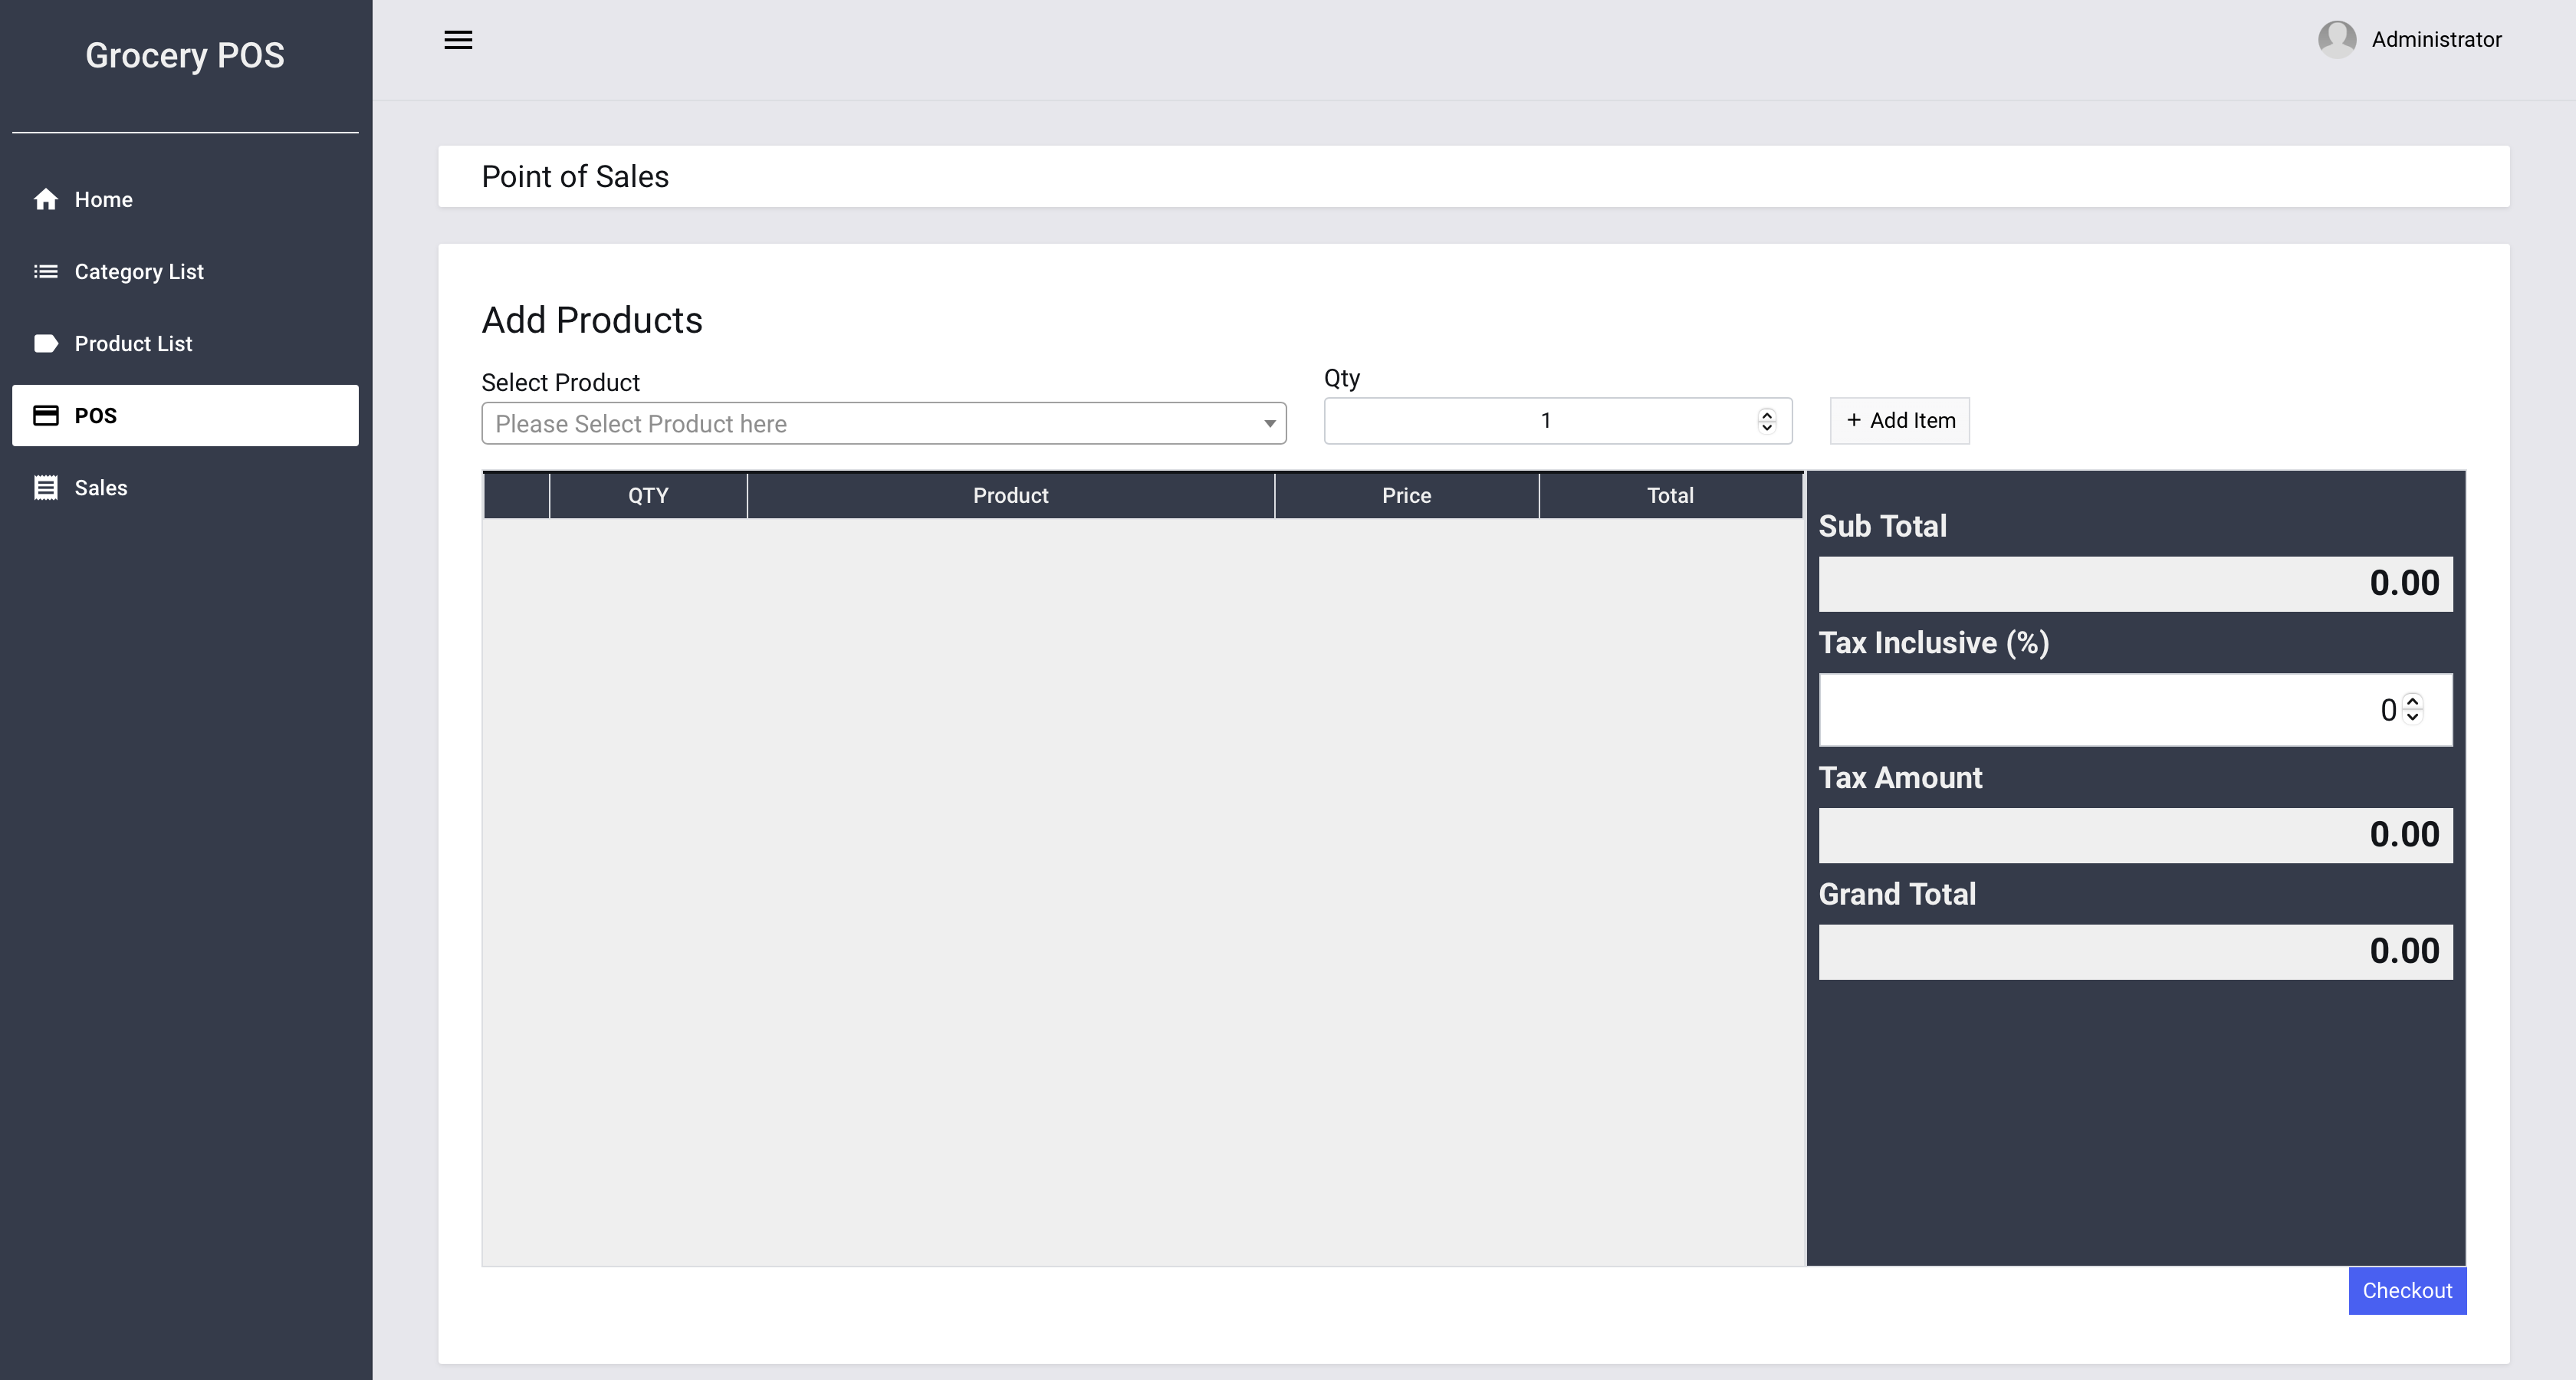 Grocery POS
Administrator
Home
Category List
Product List
POS
Sales
Point of Sales
Add Products
Select Product
Please Select Product here
Qty
1
+ Add Item
QTY Product Price Total
Sub Total
0.00
Tax Inclusive (%)
0
Tax Amount
0.00
Grand Total
0.00
Checkout